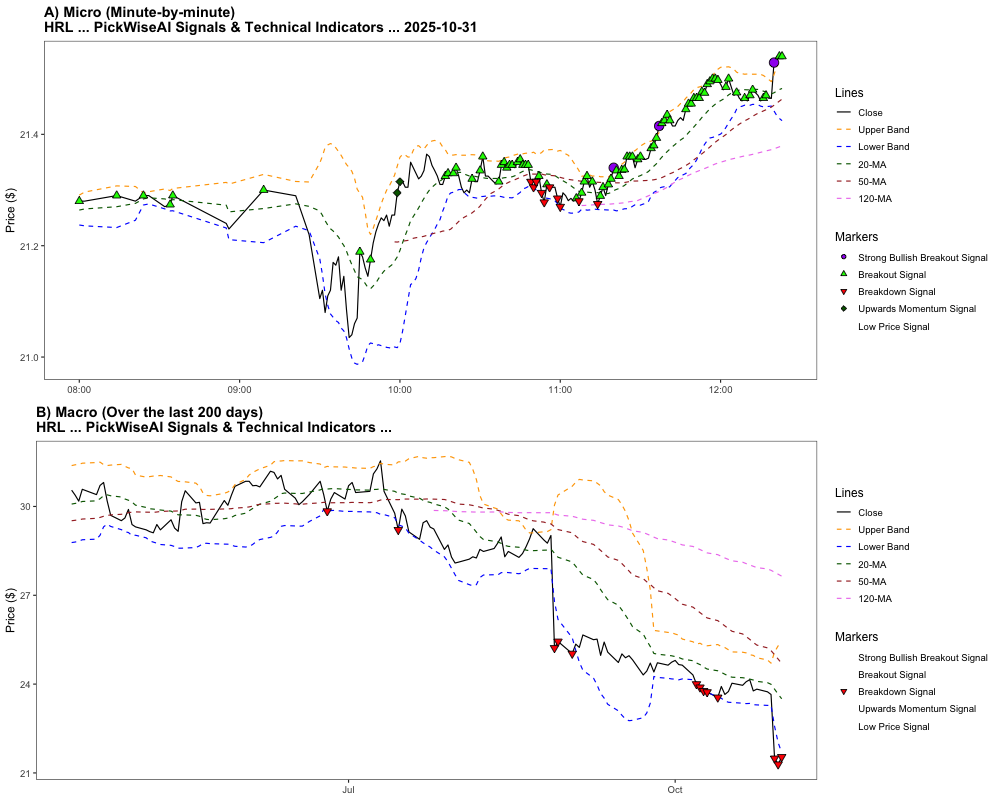 A) Micro (Minute-by-minute)
HRL ... PickWiseAI Signals & Technical Indicators ... 2025-10-31
Price ($)
21.4
21.2
21.0
08:00
09:00
10:00
11:00
12:00
Lines
Close
Upper Band
Lower Band
20-MA
50-MA
120-MA
Markers
Strong Bullish Breakout Signal
Breakout Signal
Breakdown Signal
Upwards Momentum Signal
Low Price Signal
B) Macro (Over the last 200 days)
HRL ... PickWiseAI Signals & Technical Indicators ...
Price ($)
30
27
24
21
Jul
Oct
Lines
Close
Upper Band
Lower Band
20-MA
50-MA
120-MA
Markers
Strong Bullish Breakout Signal
Breakout Signal
Breakdown Signal
Upwards Momentum Signal
Low Price Signal